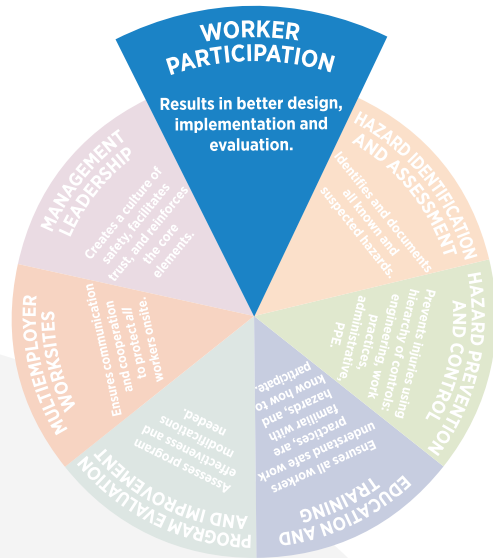 WORKER
PARTICIPATION
Results in better design,
implementation and
evaluation.
HAZARD IDENTIFICATION
AND ASSESSMENT
Identifies and documents
all known and
suspected hazards
HAZARD PREVENTION
AND CONTROL
Prevents injuries using
hierarchy of controls:
engineering, work
practices,
administrative,
PPE.
EDUCATION AND
TRAINING
Ensures all workers
understand safe work
practices, are
familiar with
hazards, and
know how to
participate.
PROGRAM EVALUATION
AND IMPROVEMENT
Assesses program
effectiveness and
modifications
needed.
MULTIEMPLOYER
WORKSITES
Ensures communication
and cooperation
and cooperation
to protect all
workers onsite.
MANAGEMENT
LEADERSHIP
Creates a culture of
safety, facilitates
trust, and reinforces
the core
elements.